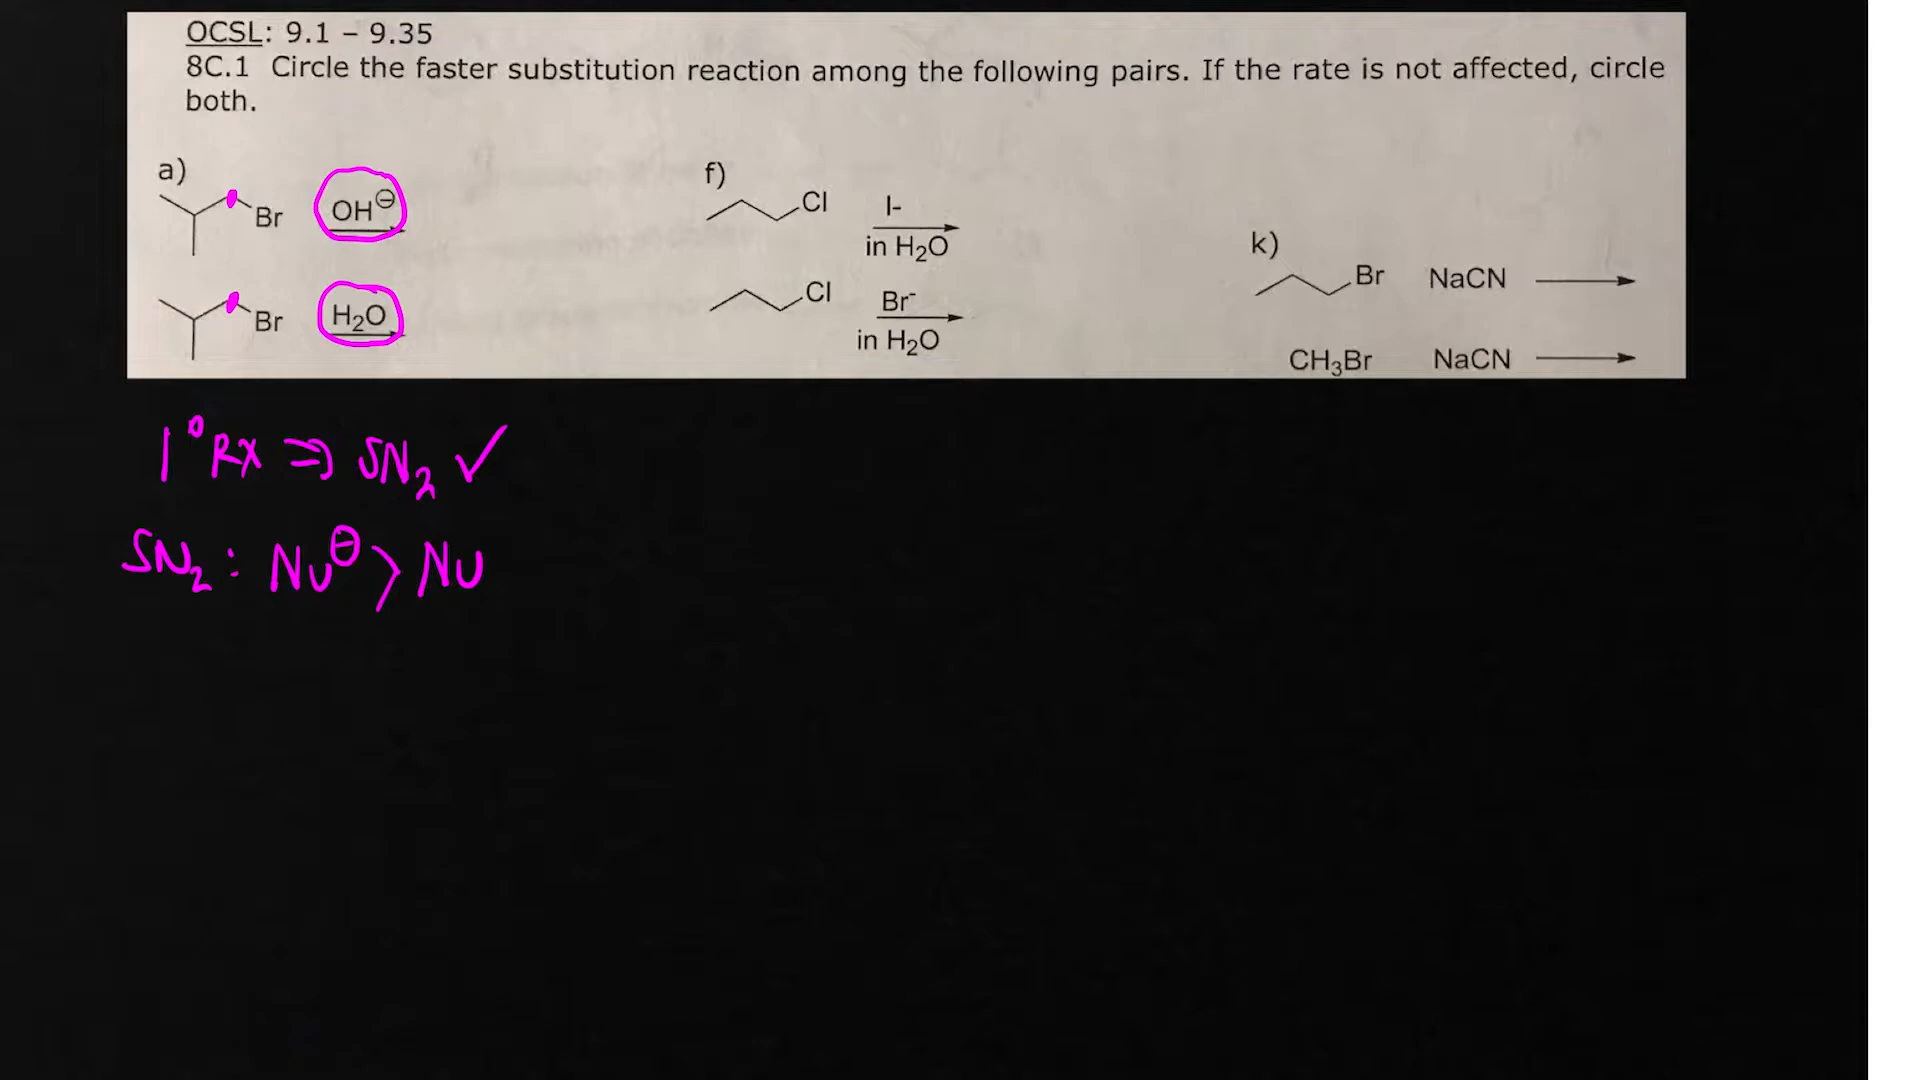 OCSL: 9.1 – 9.35
8C.1 Circle the faster substitution reaction among the following pairs. If the rate is not affected, circle
both.
a)
Br OH⊖
Br H₂O
f)
Cl I-
in H₂O
Cl Br⁻
in H₂O
k)
Br NaCN
CH₃Br NaCN
1° RX ⇒ SN₂ ✓
SN₂ : Nu⊖ > Nu